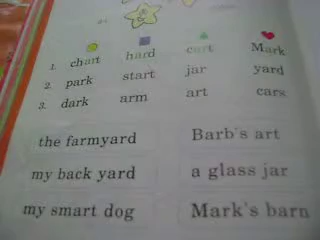 1. chart hard cart Mark
2. park start jar yard
3. dark arm art cars
the farmyard Barb's art
my back yard a glass jar
my smart dog Mark's barn